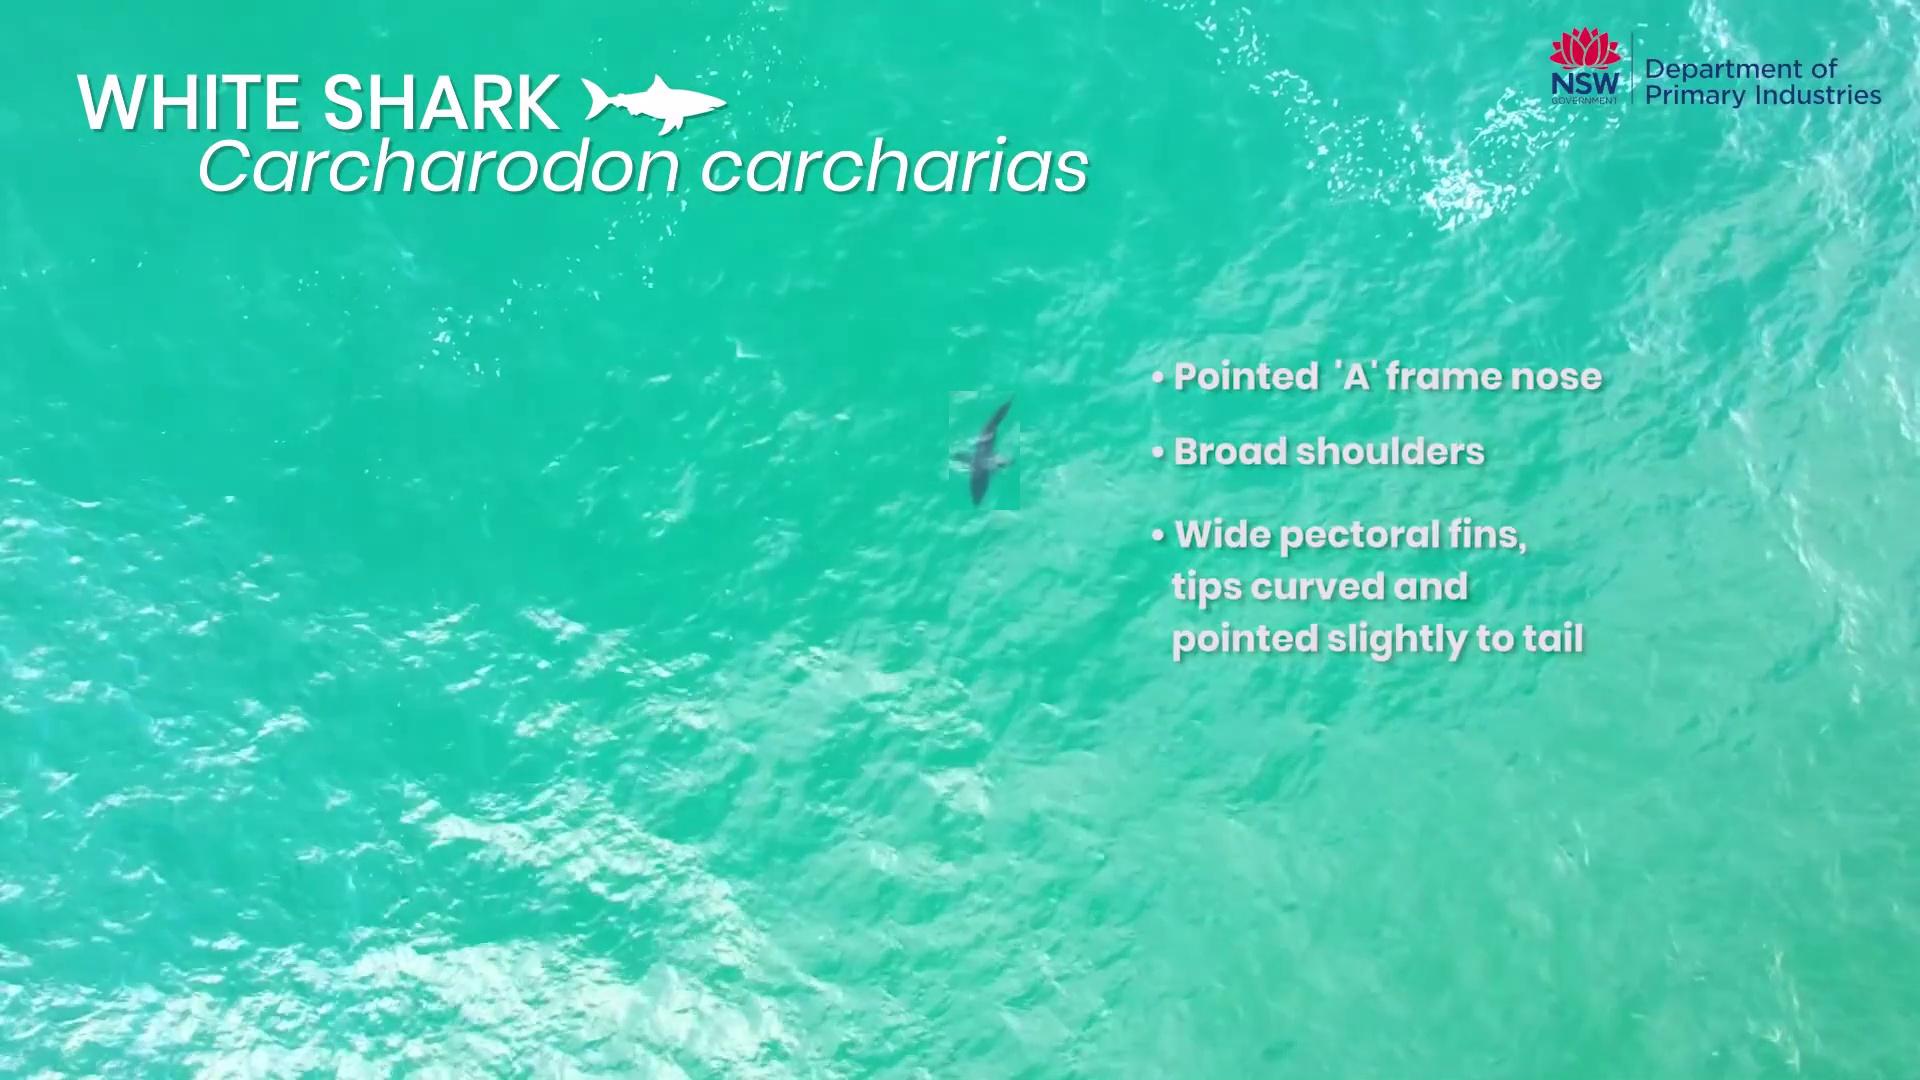 WHITE SHARK
Carcharodon carcharias
NSW
GOVERNMENT
Department of
Primary Industries
• Pointed 'A' frame nose
• Broad shoulders
• Wide pectoral fins,
tips curved and
pointed slightly to tail